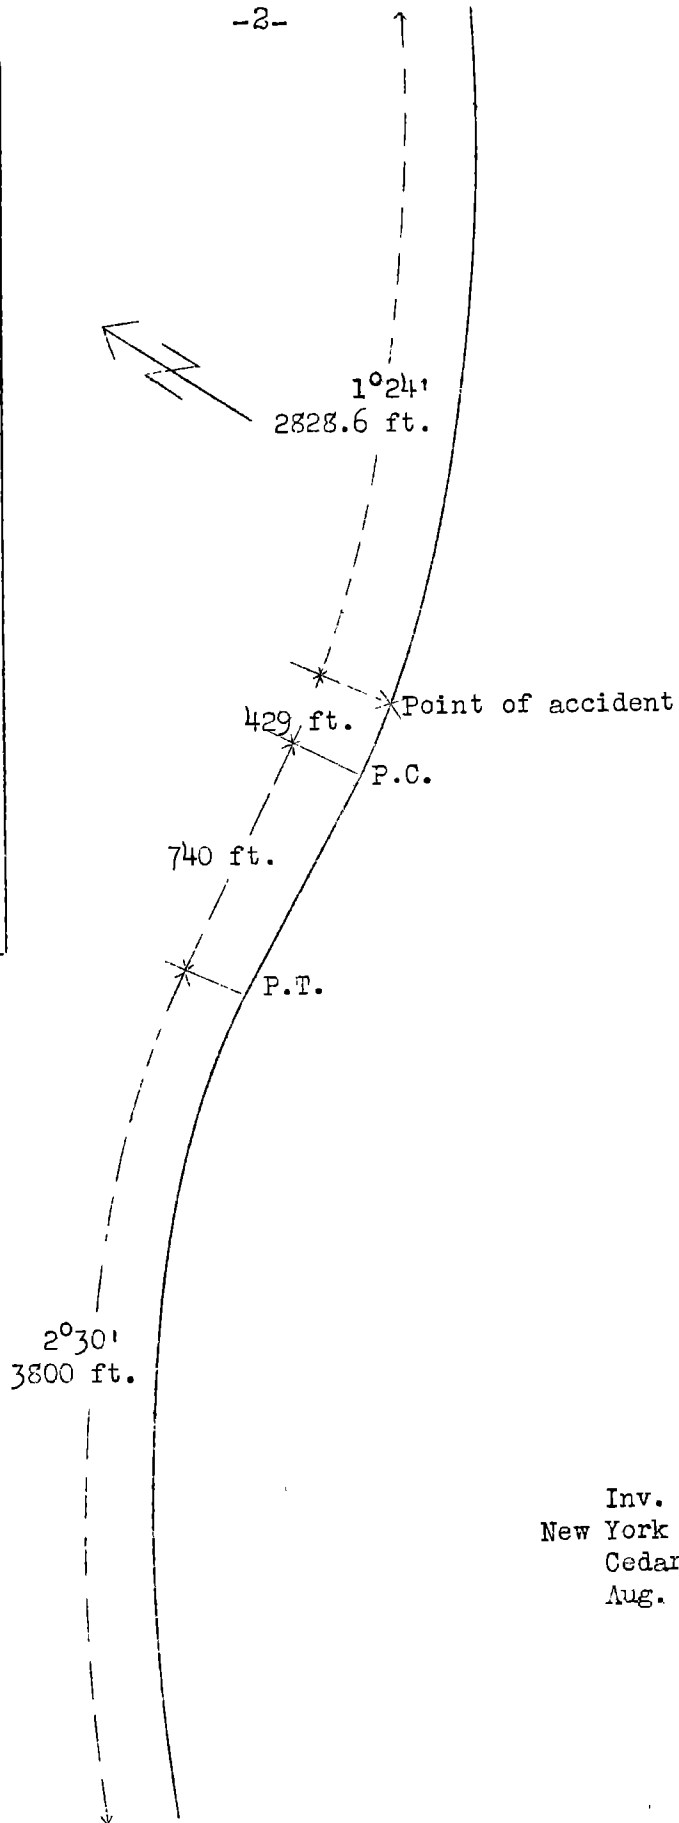 -2-
1°24'
2828.6 ft.
Point of accident
429 ft.
P.C.
740 ft.
P.T.
2°30'
3800 ft.
Inv.
New York
Cedar
Aug.